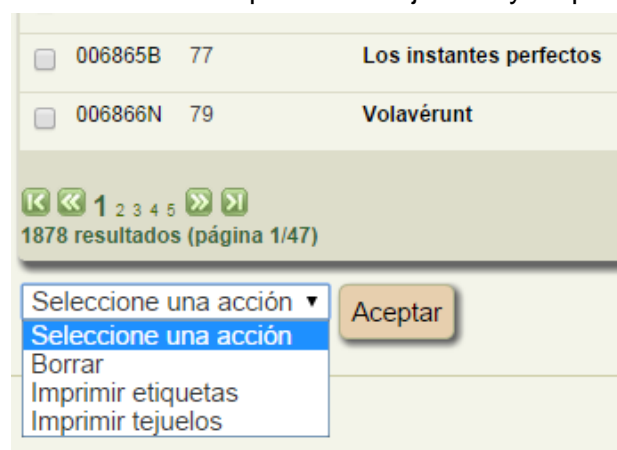 006865B 77 Los instantes perfectos
006866N 79 Volavérunt
1 2 3 4 5
1878 resultados (página 1/47)
Seleccione una acción Aceptar
Seleccione una acción
Borrar
Imprimir etiquetas
Imprimir tejuelos